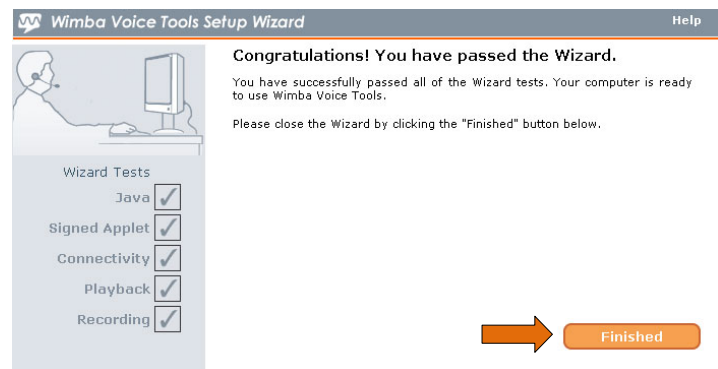 Wimba Voice Tools Setup Wizard
Help
Congratulations! You have passed the Wizard.
You have successfully passed all of the Wizard tests. Your computer is ready
to use Wimba Voice Tools.
Please close the Wizard by clicking the "Finished" button below.
Wizard Tests
Java
Signed Applet
Connectivity
Playback
Recording
Finished